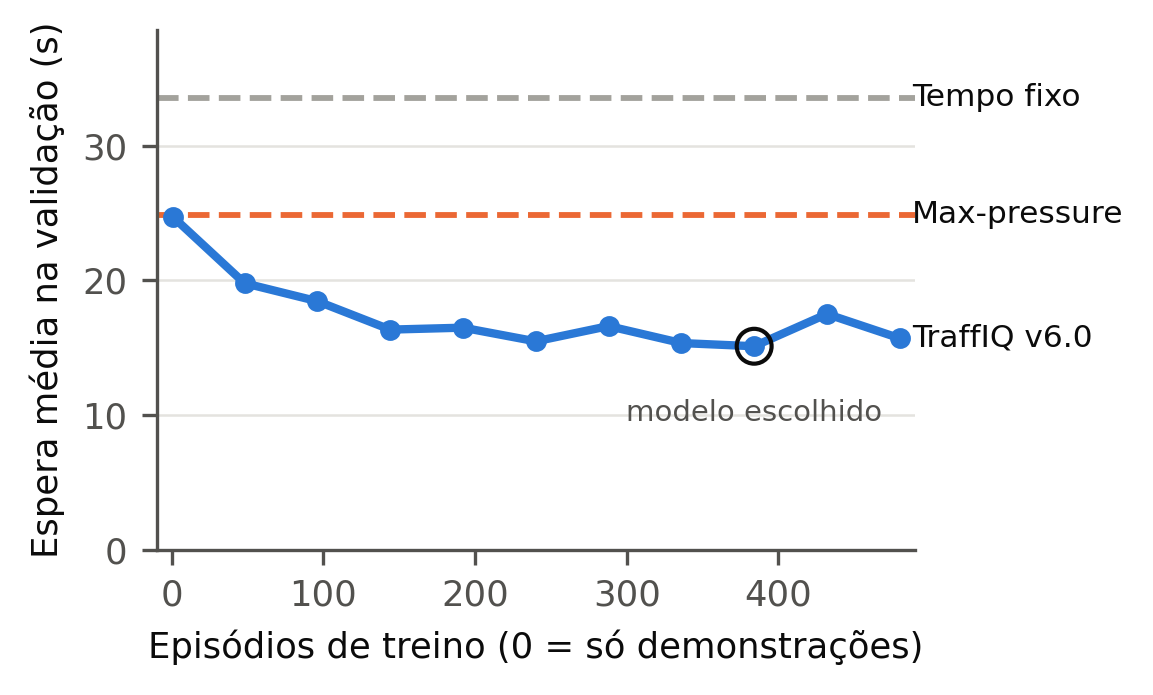 Espera média na validação (s)
30
20
10
0
Tempo fixo
Max-pressure
TraffIQ v6.0
modelo escolhido
0 100 200 300 400
Episódios de treino (0 = só demonstrações)